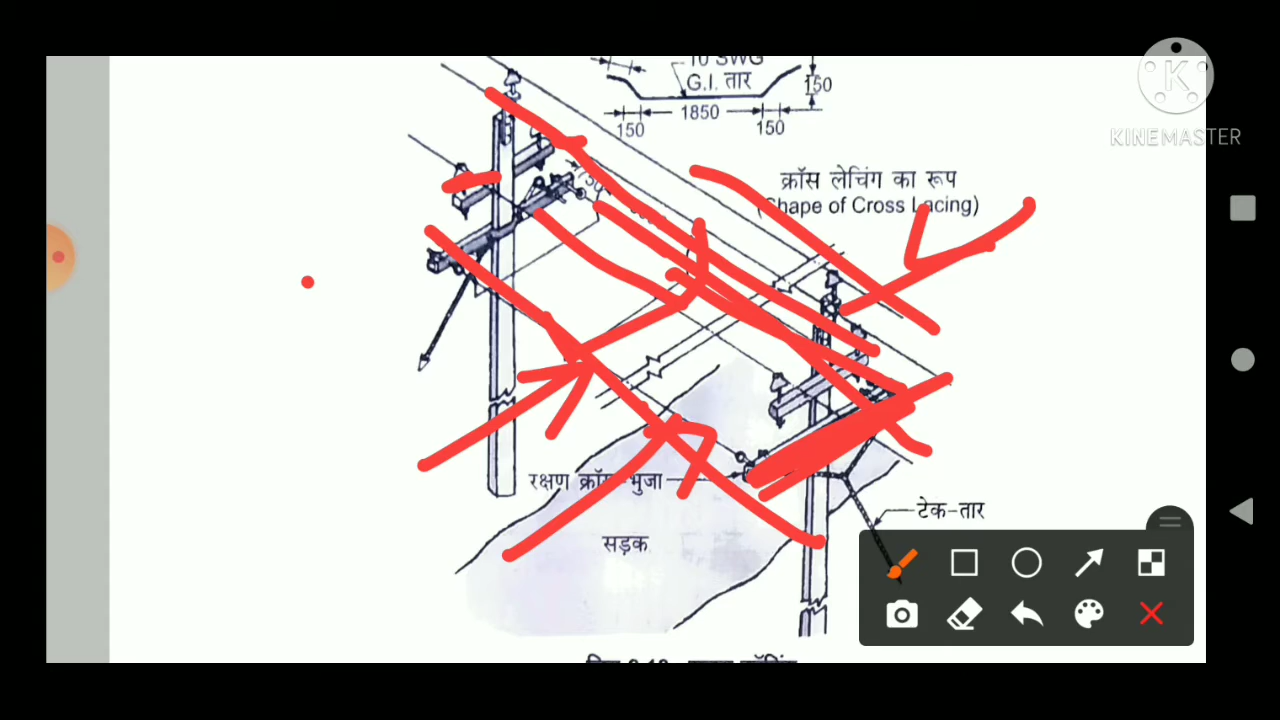 10 SWG
G.I. तार
150
1850
150
150
KINEMASTER
क्रॉस लेचिंग का रूप
(Shape of Cross Lacing)
रक्षण क्रॉस भुजा
टेक-तार
सड़क